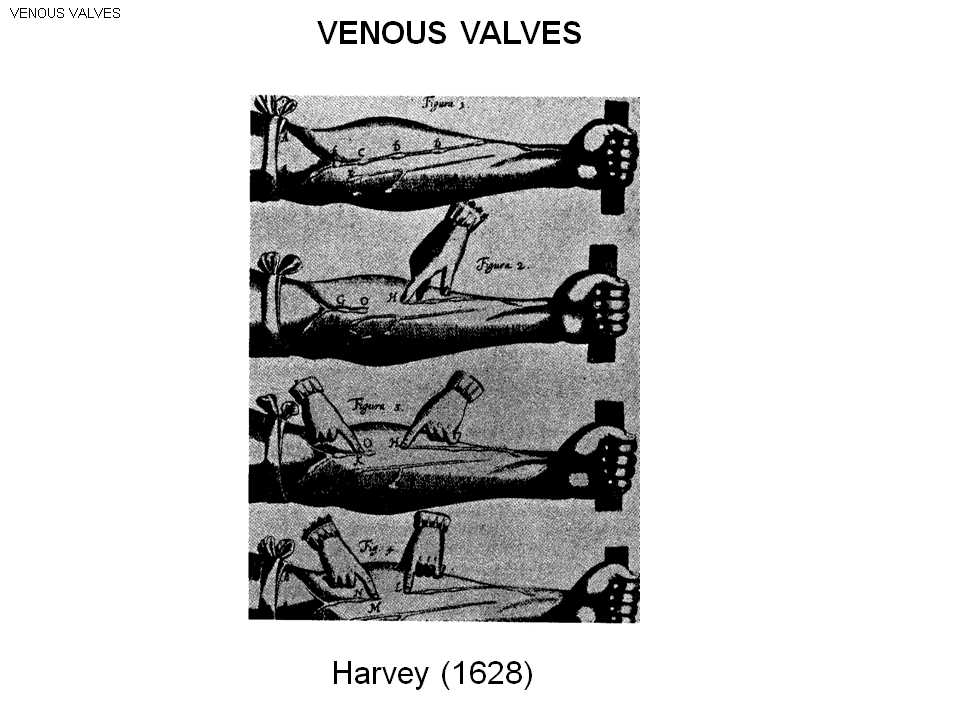 VENOUS VALVES
VENOUS VALVES
Figura 1.
A
C D D
E
Figura 2.
G O H
Figura 3.
O H
K
Fig. 4.
A
N L
M
Harvey (1628)